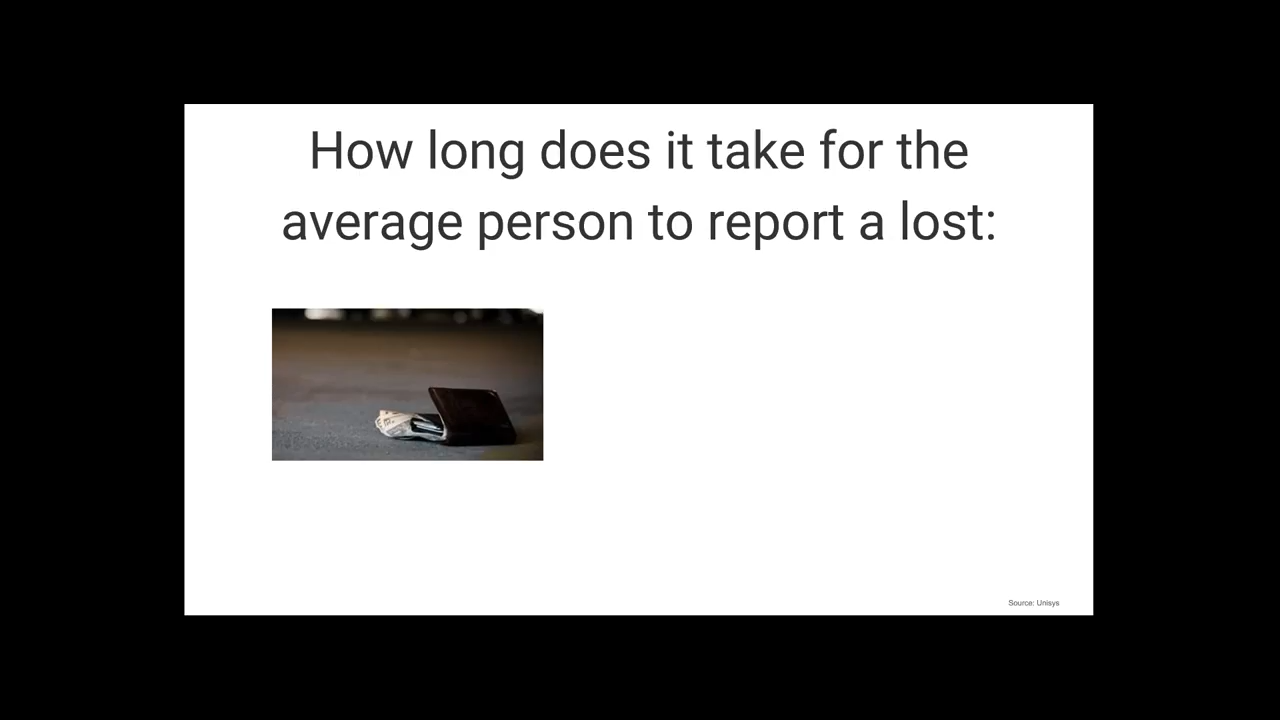 How long does it take for the
average person to report a lost:
Source: Unisys